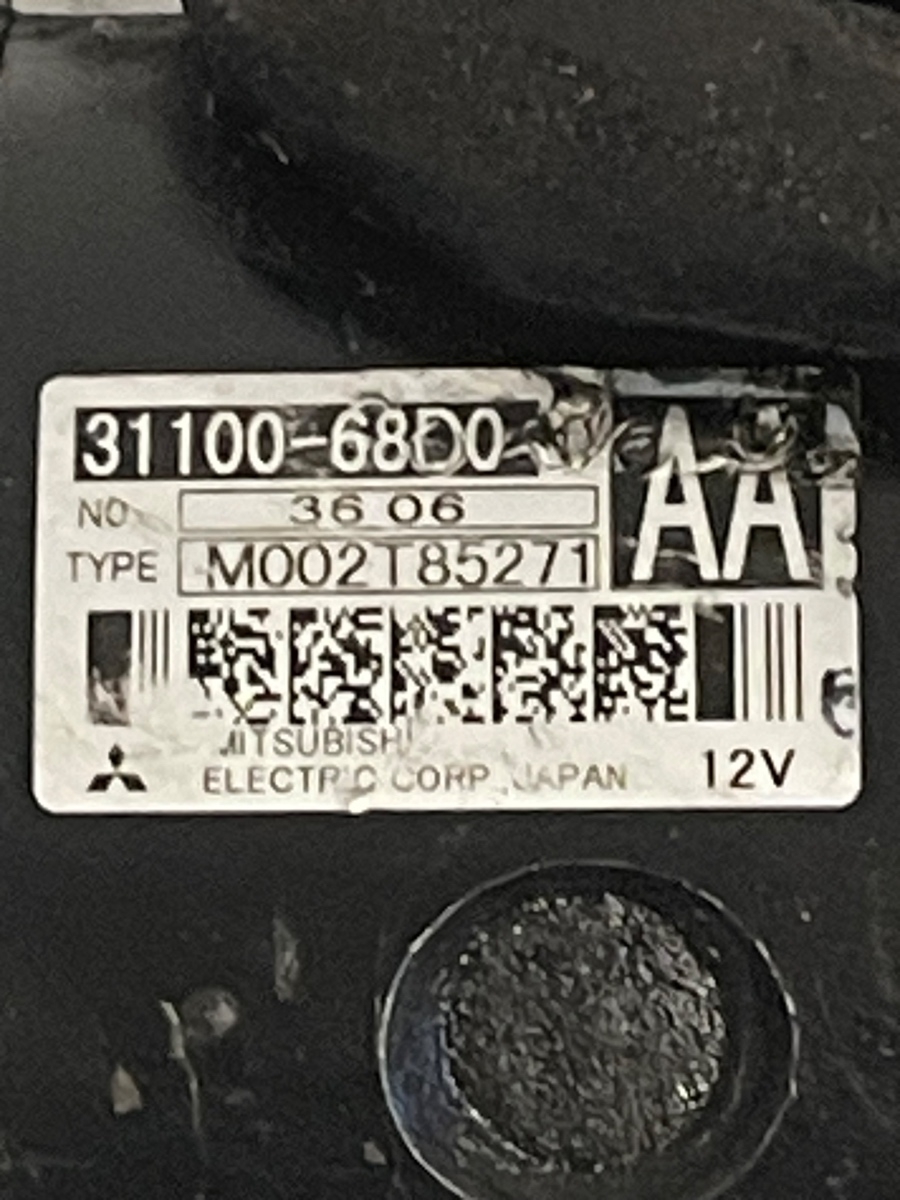 31100-68D0
AA
NO 36 06
TYPE M002T85271
MITSUBISHI
ELECTRIC CORP. JAPAN
12V